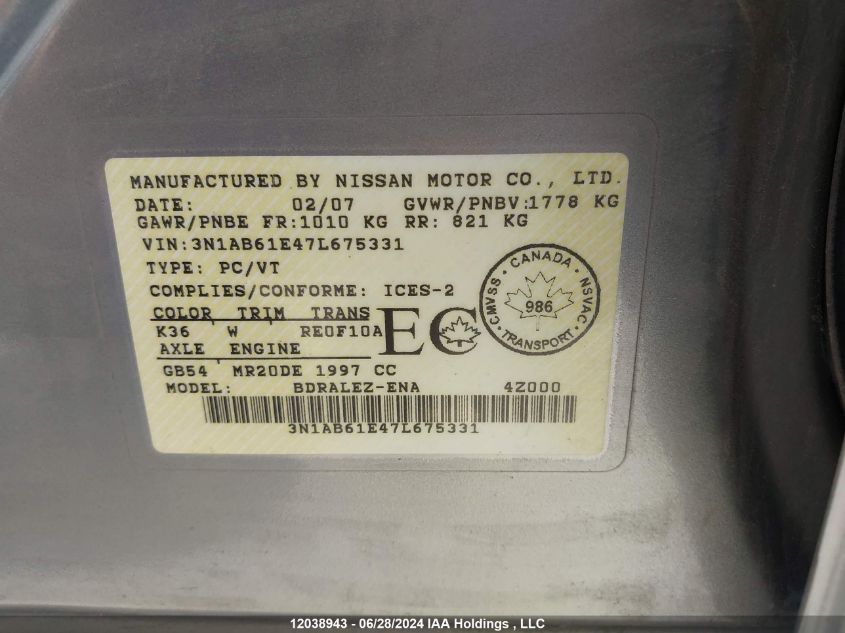 MANUFACTURED BY NISSAN MOTOR CO., LTD.
DATE: 02/07 GVWR/PNBV:1778 KG
GAWR/PNBE FR:1010 KG RR: 821 KG
VIN:3N1AB61E47L675331
TYPE: PC/VT
COMPLIES/CONFORME: ICES-2
COLOR TRIM TRANS
K36 W RE0F10A
AXLE ENGINE
GB54 MR20DE 1997 CC
MODEL: BDRALEZ-ENA 4Z000
3N1AB61E47L675331
EC
CMVSS · CANADA · NSVAC
986
· TRANSPORT ·
12038943 - 06/28/2024 IAA Holdings , LLC